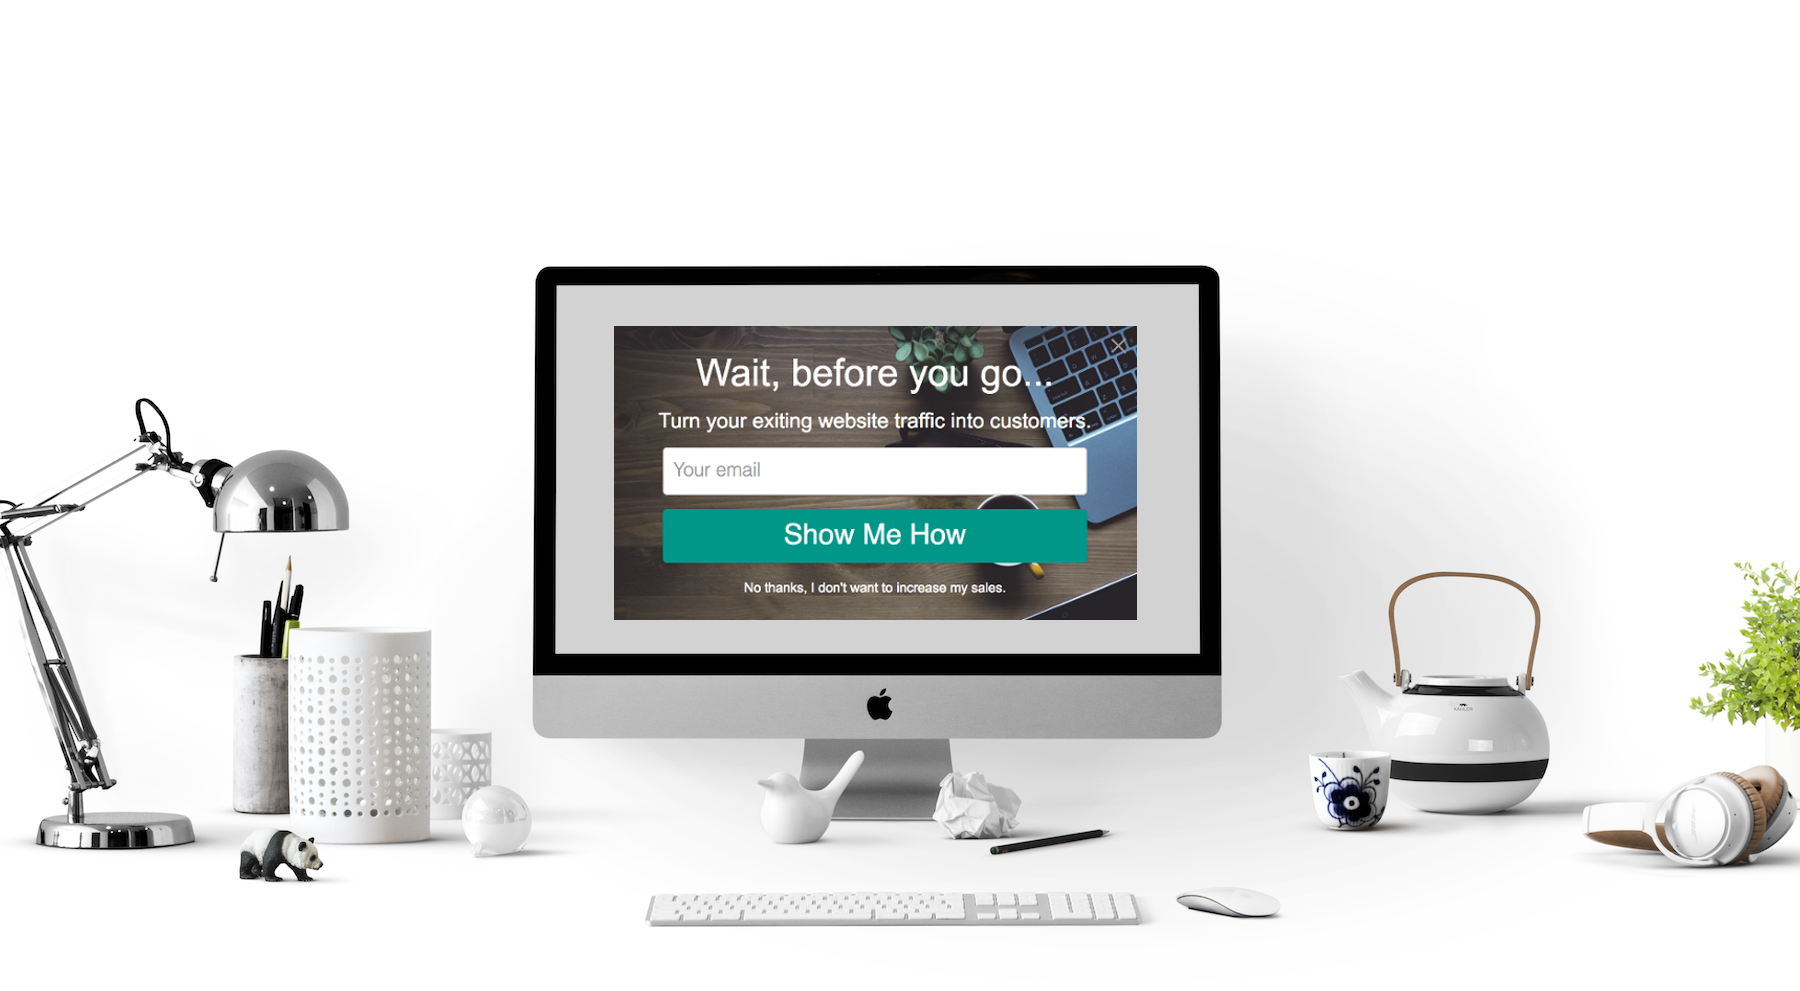 Wait, before you go...
Turn your exiting website traffic into customers.
Your email
Show Me How
No thanks, I don't want to increase my sales.
KÄHLER